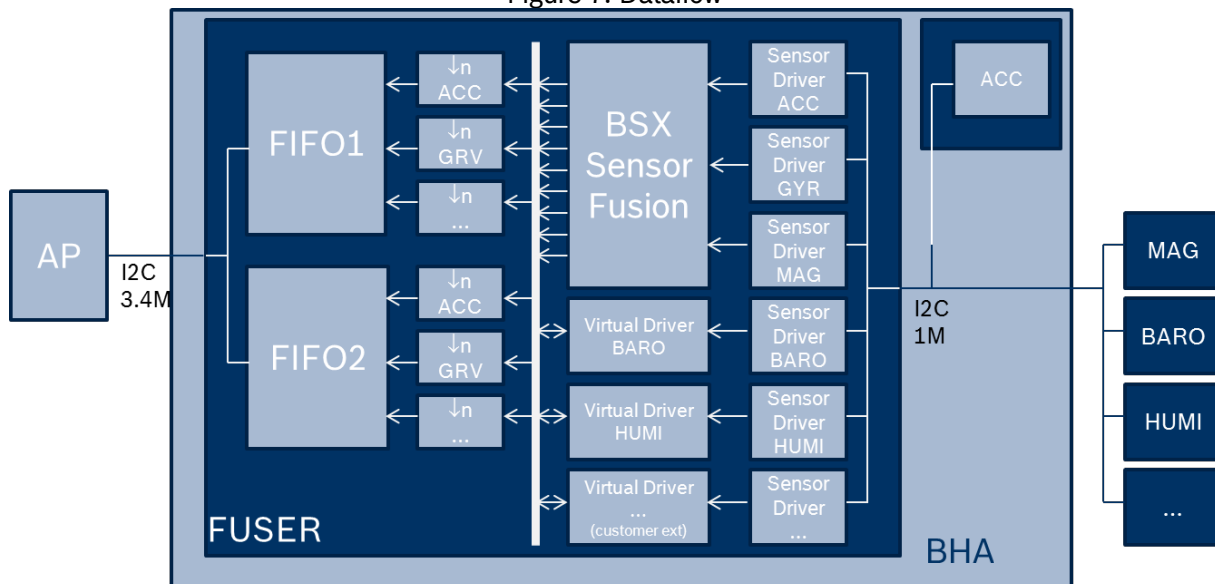 Figure 7: Dataflow
AP
I2C
3.4M
FIFO1
FIFO2
↓n
ACC
↓n
GRV
↓n
...
↓n
ACC
↓n
GRV
↓n
...
BSX
Sensor
Fusion
Virtual Driver
BARO
Virtual Driver
HUMI
Virtual Driver
...
(customer ext)
Sensor
Driver
ACC
Sensor
Driver
GYR
Sensor
Driver
MAG
Sensor
Driver
BARO
Sensor
Driver
HUMI
Sensor
Driver
...
FUSER
ACC
I2C
1M
BHA
MAG
BARO
HUMI
...